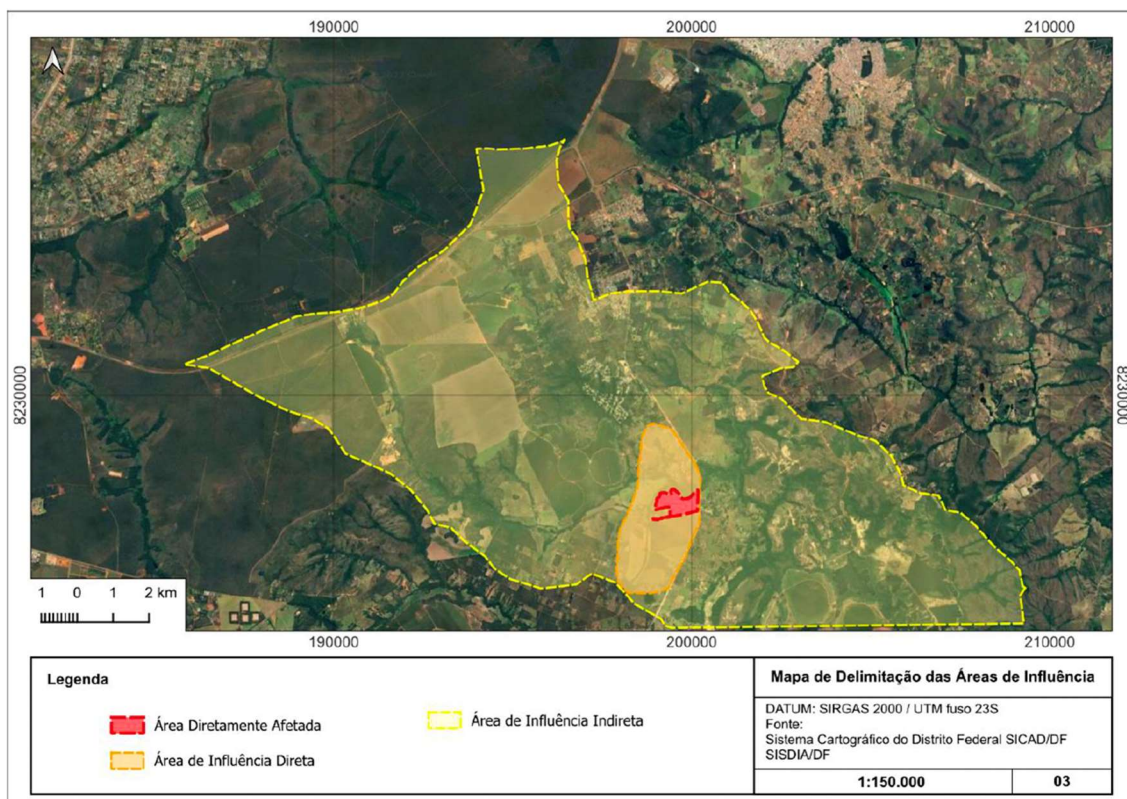 190000 200000 210000
8230000
8230000
1 0 1 2 km
190000 200000 210000
Legenda
Área Diretamente Afetada
Área de Influência Direta
Área de Influência Indireta
Mapa de Delimitação das Áreas de Influência
DATUM: SIRGAS 2000 / UTM fuso 23S
Fonte:
Sistema Cartográfico do Distrito Federal SICAD/DF
SISDIA/DF
1:150.000 03